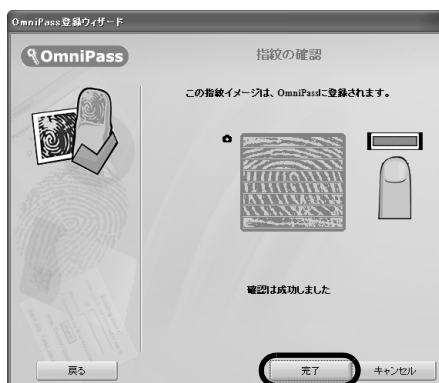 OmniPass登録ウィザード
OmniPass
指紋の確認
この指紋イメージは、OmniPassに登録されます。
確認は成功しました
戻る
完了
キャンセル